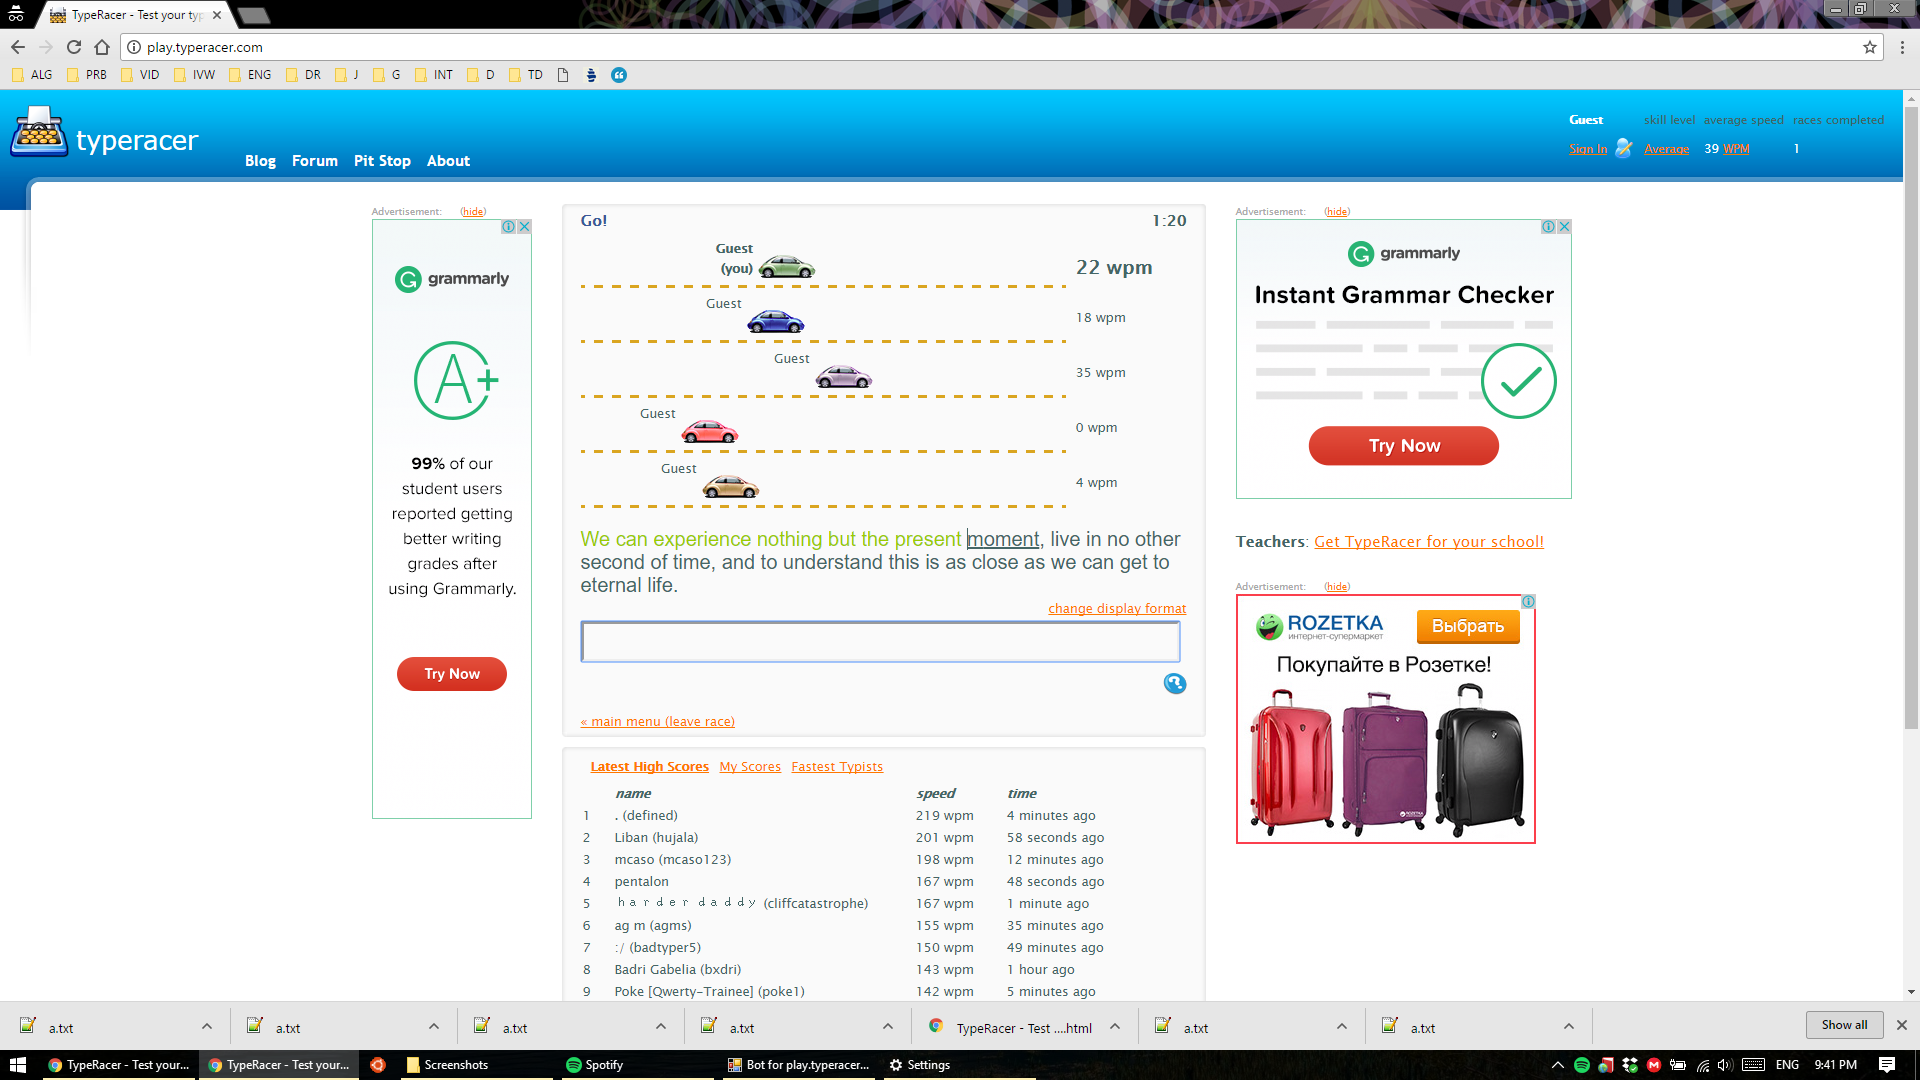 TypeRacer - Test your typ
play.typeracer.com
ALG PRB VID IVW ENG DR J G INT D TD
typeracer
Blog Forum Pit Stop About
Guest skill level average speed races completed
Sign In Average 39 WPM 1
Advertisement: (hide)
grammarly
A+
99% of our
student users
reported getting
better writing
grades after
using Grammarly.
Try Now
Go! 1:20
Guest
(you) 22 wpm
Guest
18 wpm
Guest
35 wpm
Guest
0 wpm
Guest
4 wpm
We can experience nothing but the present moment, live in no other
second of time, and to understand this is as close as we can get to
eternal life.
change display format
« main menu (leave race)
Latest High Scores My Scores Fastest Typists
name speed time
1 . (defined) 219 wpm 4 minutes ago
2 Liban (hujala) 201 wpm 58 seconds ago
3 mcaso (mcaso123) 198 wpm 12 minutes ago
4 pentalon 167 wpm 48 seconds ago
5 ｈａｒｄｅｒ ｄａｄｄｙ (cliffcatastrophe) 167 wpm 1 minute ago
6 ag m (agms) 155 wpm 35 minutes ago
7 :/ (badtyper5) 150 wpm 49 minutes ago
8 Badri Gabelia (bxdri) 143 wpm 1 hour ago
9 Poke [Qwerty-Trainee] (poke1) 142 wpm 5 minutes ago
Advertisement: (hide)
grammarly
Instant Grammar Checker
Try Now
Teachers: Get TypeRacer for your school!
Advertisement: (hide)
ROZETKA
интернет-супермаркет
Выбрать
Покупайте в Розетке!
ROZETKA
a.txt a.txt a.txt a.txt TypeRacer - Test ....html a.txt a.txt Show all
TypeRacer - Test your... TypeRacer - Test your... Screenshots Spotify Bot for play.typerace... Settings ENG 9:41 PM